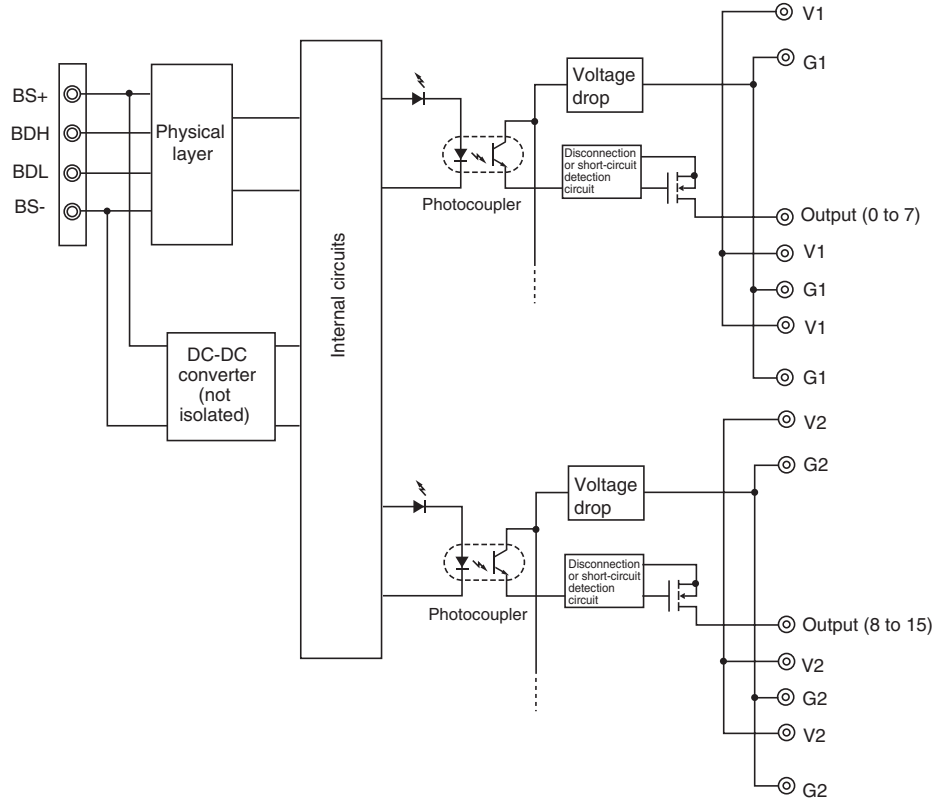 V1
G1
BS+
BDH
BDL
BS-
Physical
layer
Voltage
drop
Disconnection
or short-circuit
detection
circuit
Photocoupler
Output (0 to 7)
V1
G1
V1
G1
Internal circuits
DC-DC
converter
(not
isolated)
V2
G2
Voltage
drop
Disconnection
or short-circuit
detection
circuit
Photocoupler
Output (8 to 15)
V2
G2
V2
G2